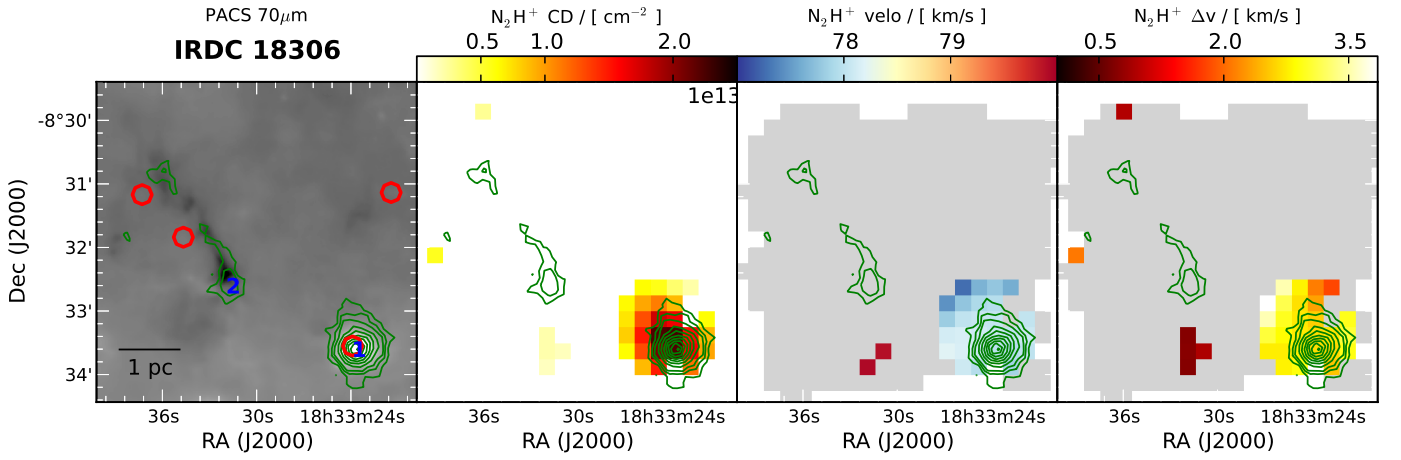 PACS 70μm
IRDC 18306
N₂H⁺ CD / [ cm⁻² ]
0.5 1.0 2.0
1e13
N₂H⁺ velo / [ km/s ]
78 79
N₂H⁺ Δv / [ km/s ]
0.5 2.0 3.5
Dec (J2000)
-8°30'
31'
32'
33'
34'
2
1
1 pc
36s 30s 18h33m24s
RA (J2000)
36s 30s 18h33m24s
RA (J2000)
36s 30s 18h33m24s
RA (J2000)
36s 30s 18h33m24s
RA (J2000)